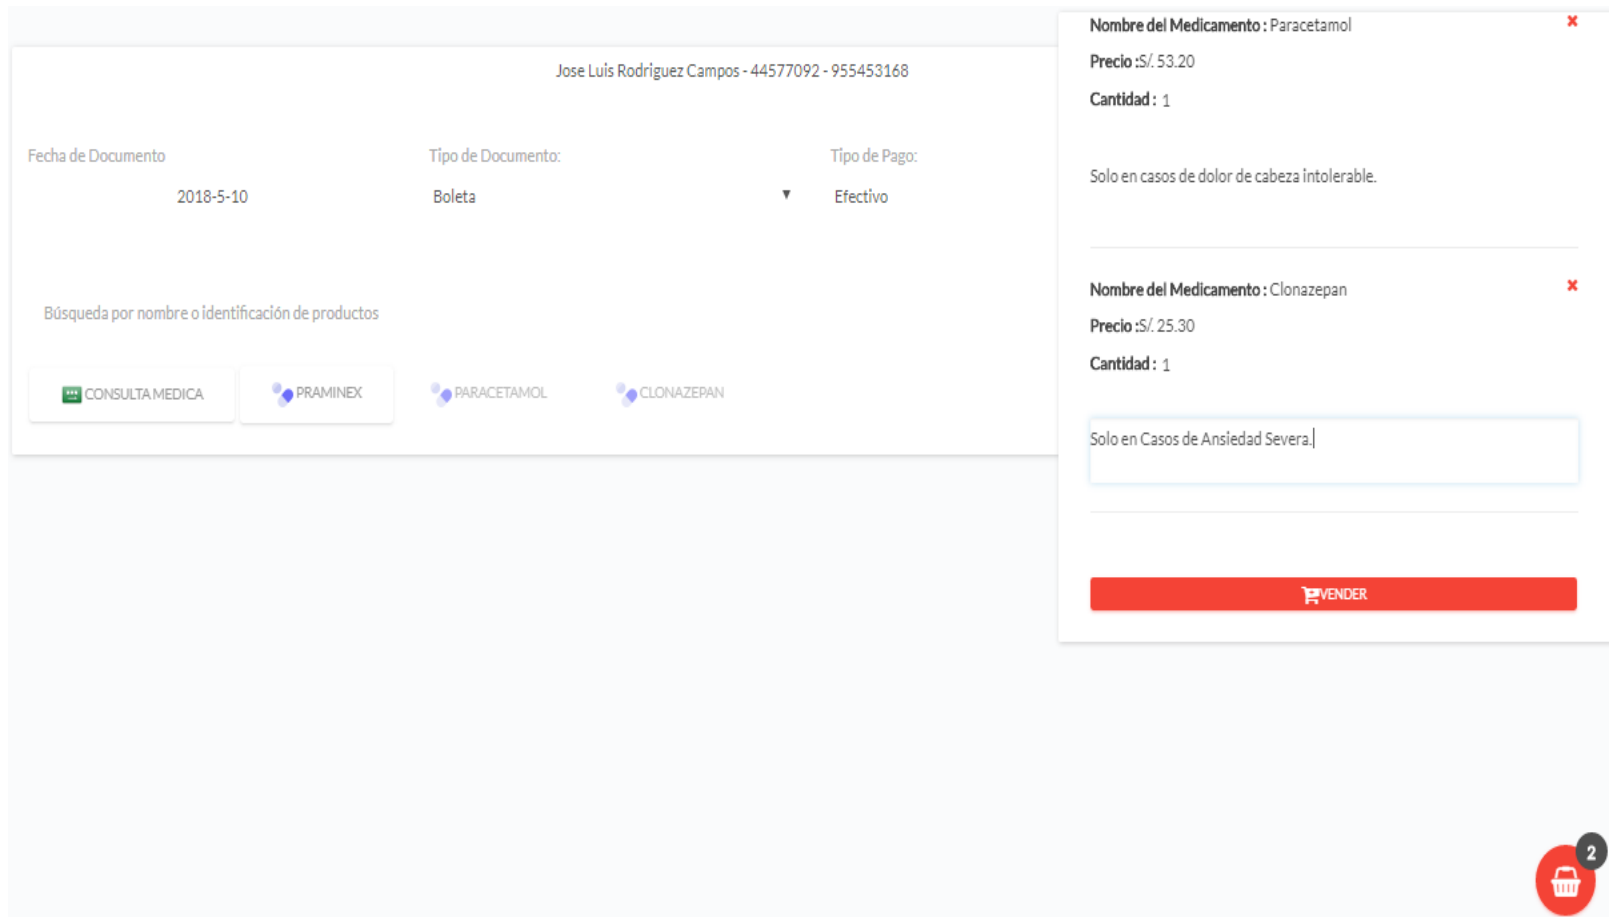 Jose Luis Rodriguez Campos - 44577092 - 955453168
Fecha de Documento
Tipo de Documento:
Tipo de Pago:
2018-5-10
Boleta
Efectivo
Búsqueda por nombre o identificación de productos
CONSULTA MEDICA
PRAMINEX
PARACETAMOL
CLONAZEPAN
Nombre del Medicamento : Paracetamol
Precio :S/. 53.20
Cantidad : 1
Solo en casos de dolor de cabeza intolerable.
Nombre del Medicamento : Clonazepan
Precio :S/. 25.30
Cantidad : 1
Solo en Casos de Ansiedad Severa.
VENDER
2